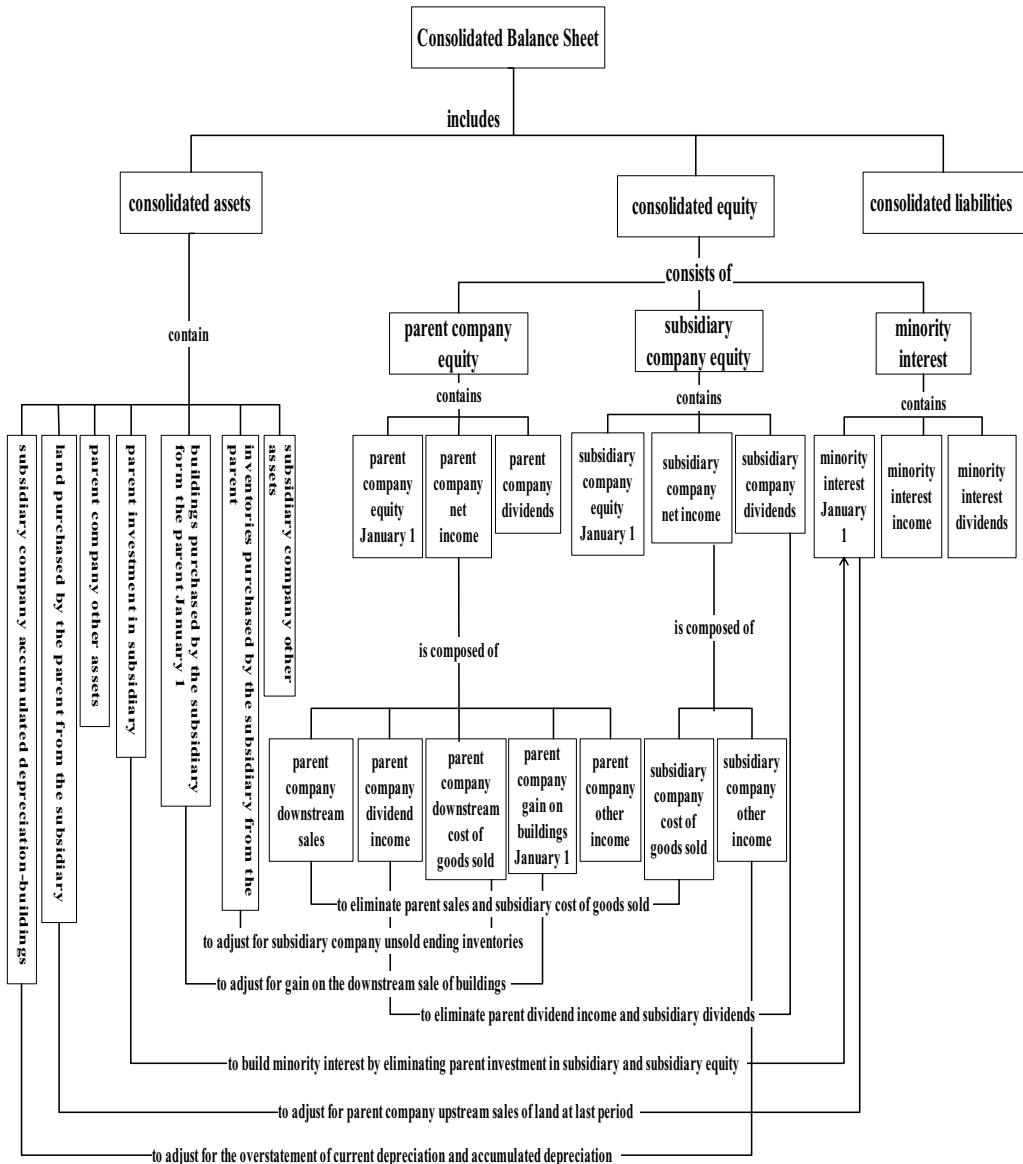 Consolidated Balance Sheet
includes
consolidated assets
consolidated equity
consolidated liabilities
consists of
contain
parent company
equity
subsidiary
company equity
minority
interest
contains
contains
contains
subsidiary company accumulated depreciation-buildings
land purchased by the parent from the subsidiary
parent company other assets
parent investment in subsidiary
buildings purchased by the subsidiary
form the parent January 1
inventories purchased by the subsidiary from the
parent
subsidiary company other
assets
parent
company
equity
January 1
parent
company
net
income
parent
company
dividends
subsidiary
company
equity
January 1
subsidiary
company
net income
subsidiary
company
dividends
minority
interest
January
1
minority
interest
income
minority
interest
dividends
is composed of
is composed of
parent
company
downstream
sales
parent
company
dividend
income
parent
company
downstream
cost of
goods sold
parent
company
gain on
buildings
January 1
parent
company
other
income
subsidiary
company
cost of
goods sold
subsidiary
company
other
income
to eliminate parent sales and subsidiary cost of goods sold
to adjust for subsidiary company unsold ending inventories
to adjust for gain on the downstream sale of buildings
to eliminate parent dividend income and subsidiary dividends
to build minority interest by eliminating parent investment in subsidiary and subsidiary equity
to adjust for parent company upstream sales of land at last period
to adjust for the overstatement of current depreciation and accumulated depreciation